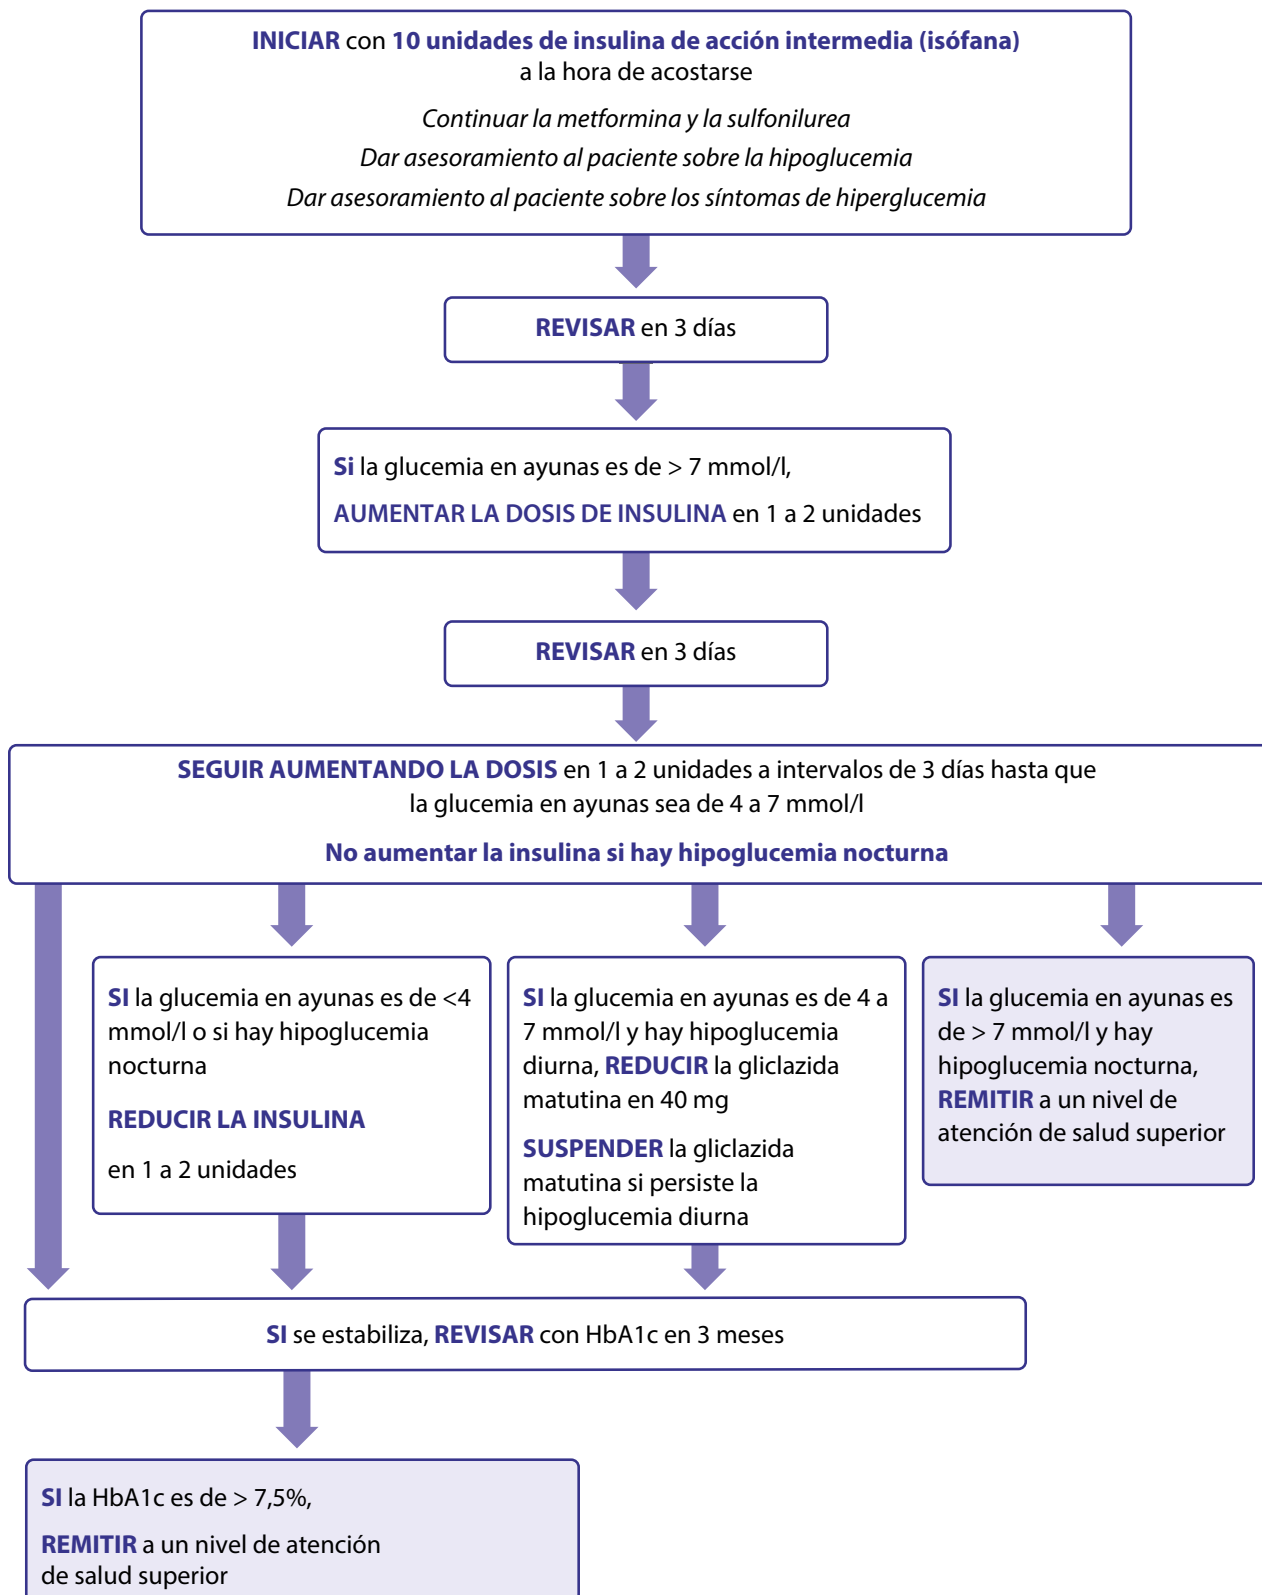 INICIAR con 10 unidades de insulina de acción intermedia (isófana)
a la hora de acostarse
Continuar la metformina y la sulfonilurea
Dar asesoramiento al paciente sobre la hipoglucemia
Dar asesoramiento al paciente sobre los síntomas de hiperglucemia
REVISAR en 3 días
Si la glucemia en ayunas es de > 7 mmol/l,
AUMENTAR LA DOSIS DE INSULINA en 1 a 2 unidades
REVISAR en 3 días
SEGUIR AUMENTANDO LA DOSIS en 1 a 2 unidades a intervalos de 3 días hasta que
la glucemia en ayunas sea de 4 a 7 mmol/l
No aumentar la insulina si hay hipoglucemia nocturna
SI la glucemia en ayunas es de <4
mmol/l o si hay hipoglucemia
nocturna
REDUCIR LA INSULINA
en 1 a 2 unidades
SI la glucemia en ayunas es de 4 a
7 mmol/l y hay hipoglucemia
diurna, REDUCIR la gliclazida
matutina en 40 mg
SUSPENDER la gliclazida
matutina si persiste la
hipoglucemia diurna
SI la glucemia en ayunas es
de > 7 mmol/l y hay
hipoglucemia nocturna,
REMITIR a un nivel de
atención de salud superior
SI se estabiliza, REVISAR con HbA1c en 3 meses
SI la HbA1c es de > 7,5%,
REMITIR a un nivel de atención
de salud superior